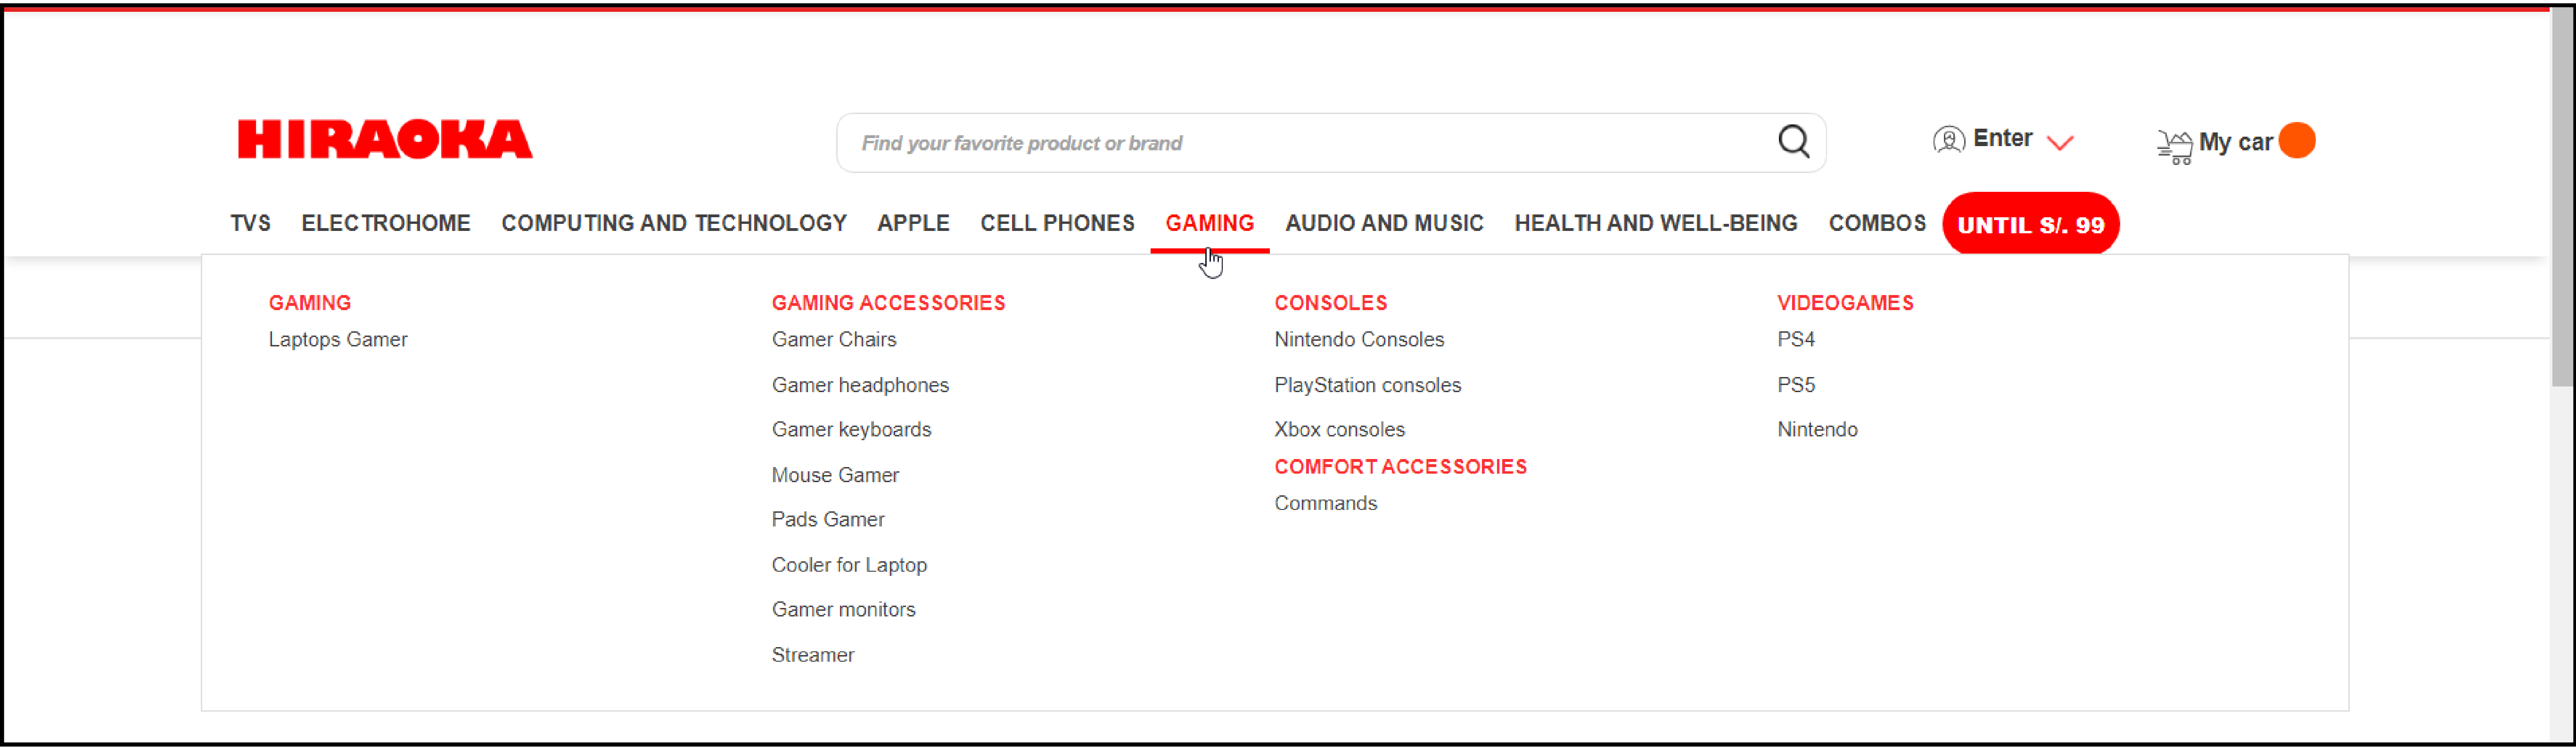 HIRAOKA
Find your favorite product or brand
Enter
My car
TVS ELECTROHOME COMPUTING AND TECHNOLOGY APPLE CELL PHONES GAMING AUDIO AND MUSIC HEALTH AND WELL-BEING COMBOS UNTIL S/. 99
GAMING
Laptops Gamer
GAMING ACCESSORIES
Gamer Chairs
Gamer headphones
Gamer keyboards
Mouse Gamer
Pads Gamer
Cooler for Laptop
Gamer monitors
Streamer
CONSOLES
Nintendo Consoles
PlayStation consoles
Xbox consoles
COMFORT ACCESSORIES
Commands
VIDEOGAMES
PS4
PS5
Nintendo